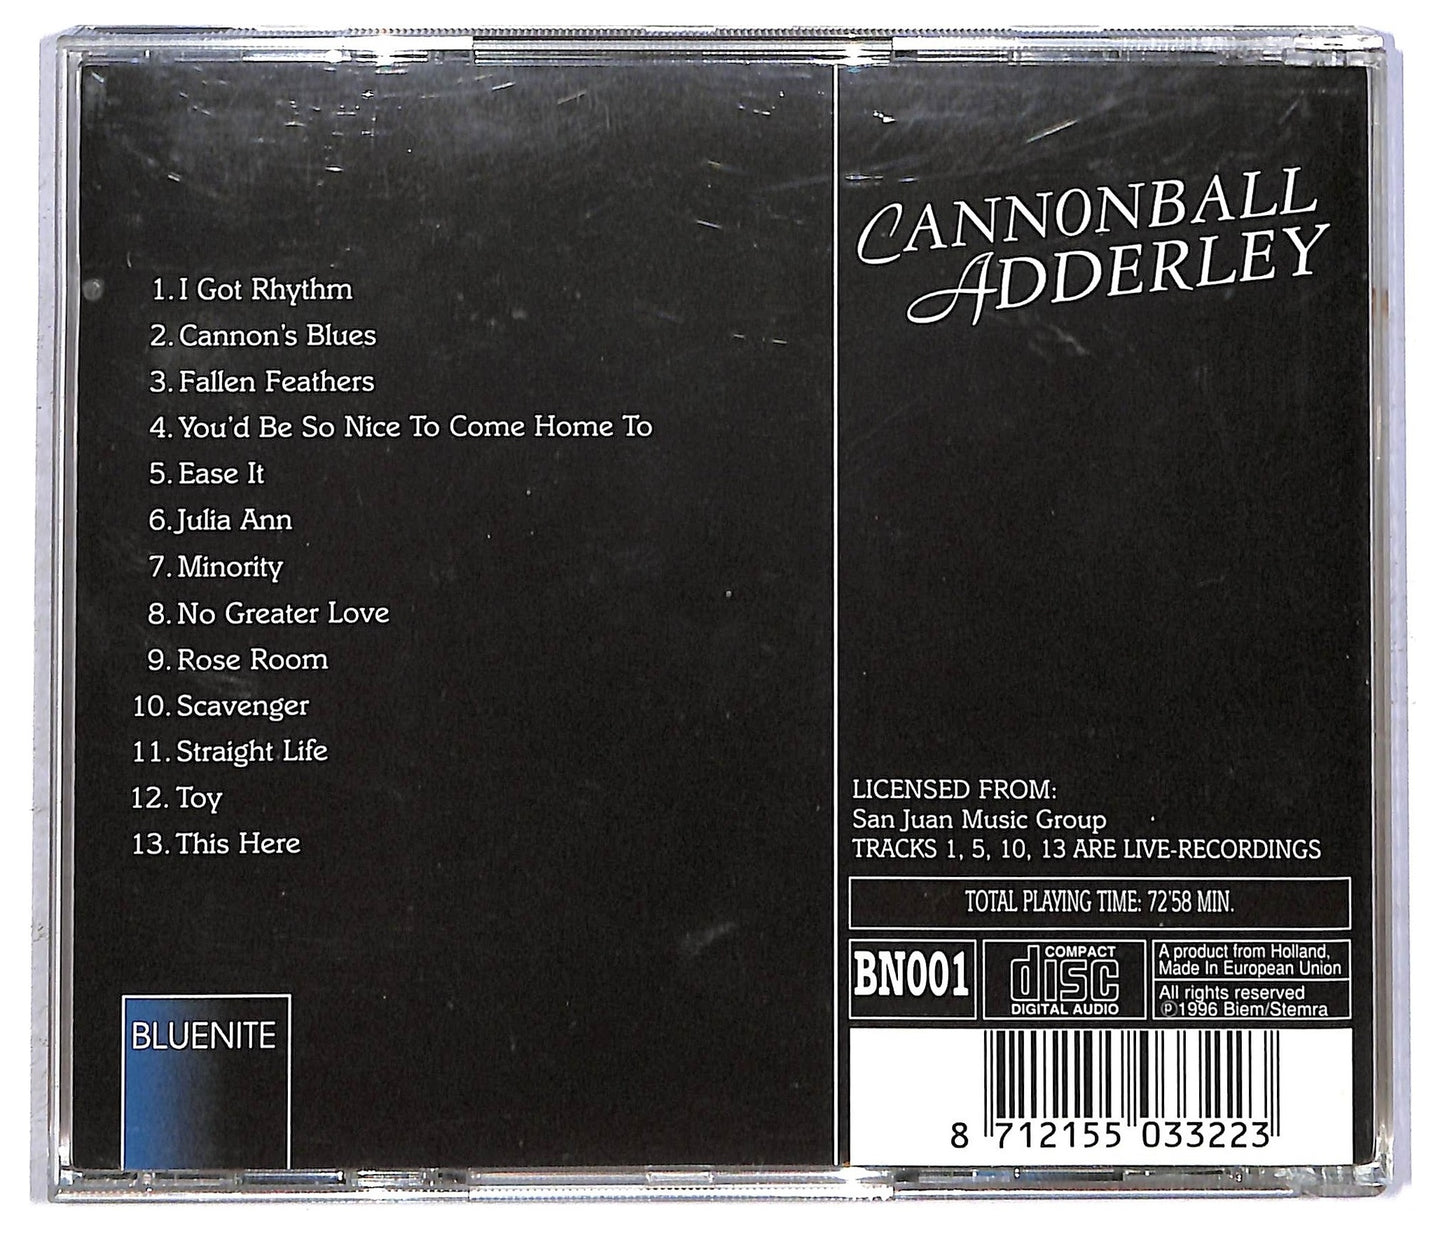 1. I Got Rhythm
2. Cannon's Blues
3. Fallen Feathers
4. You'd Be So Nice To Come Home To
5. Ease It
6. Julia Ann
7. Minority
8. No Greater Love
9. Rose Room
10. Scavenger
11. Straight Life
12. Toy
13. This Here
BLUENITE
CANNONBALL
ADDERLEY
LICENSED FROM:
San Juan Music Group
TRACKS 1, 5, 10, 13 ARE LIVE-RECORDINGS
TOTAL PLAYING TIME: 72'58 MIN.
BN001
COMPACT
disc
DIGITAL AUDIO
A product from Holland,
Made In European Union
All rights reserved
℗1996 Biem/Stemra
8 712155 033223